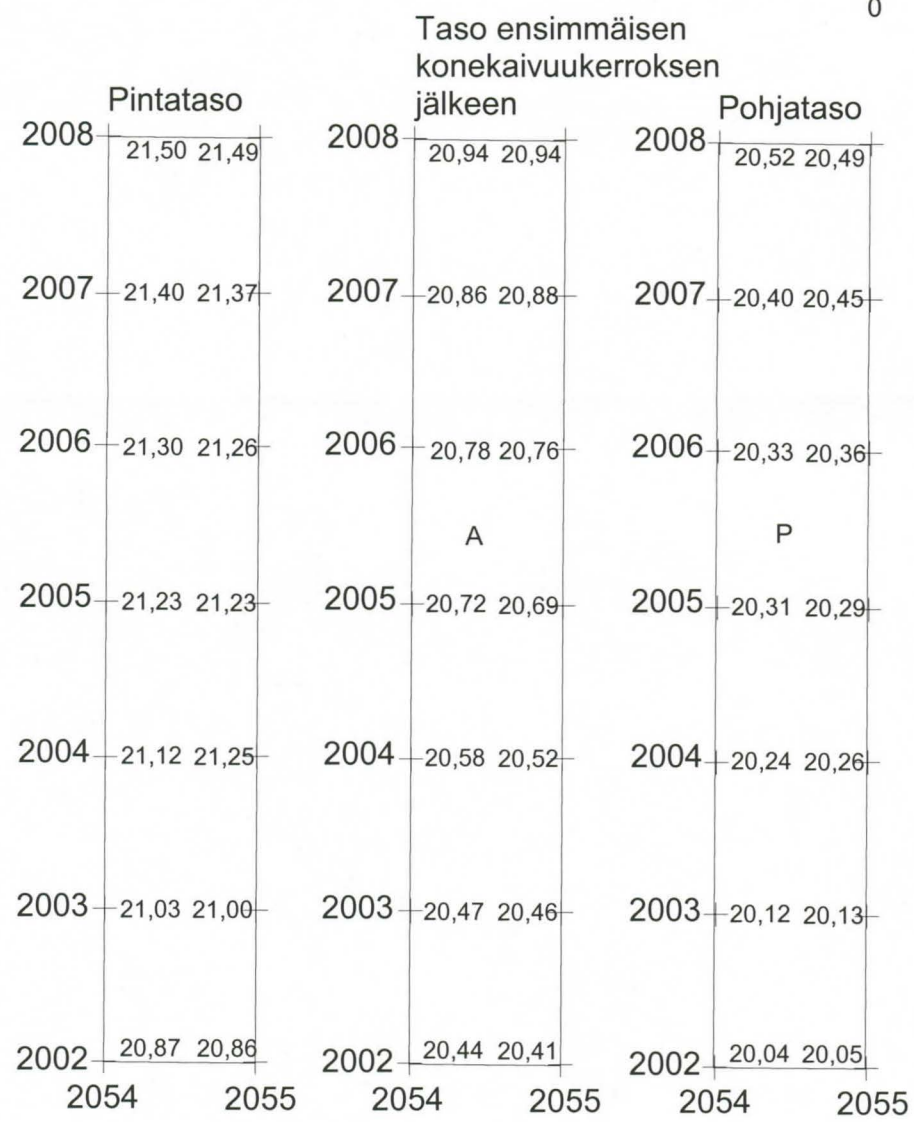 0
Pintataso
2008
21,50 21,49
2007 21,40 21,37
2006 21,30 21,26
2005 21,23 21,23
2004 21,12 21,25
2003 21,03 21,00
2002 20,87 20,86
2054 2055
Taso ensimmäisen
konekaivuukerroksen
jälkeen
2008
20,94 20,94
2007 20,86 20,88
2006 20,78 20,76
A
2005 20,72 20,69
2004 20,58 20,52
2003 20,47 20,46
2002 20,44 20,41
2054 2055
Pohjataso
2008
20,52 20,49
2007 20,40 20,45
2006 20,33 20,36
P
2005 20,31 20,29
2004 20,24 20,26
2003 20,12 20,13
2002 20,04 20,05
2054 2055